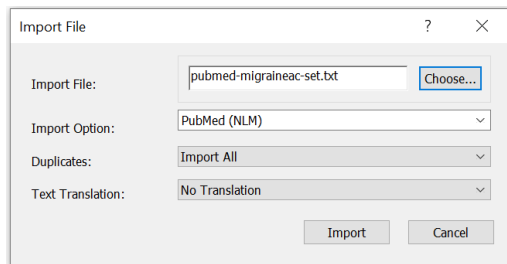 Import File ?
Import File: pubmed-migraineac-set.txt Choose...
Import Option: PubMed (NLM)
Duplicates: Import All
Text Translation: No Translation
Import Cancel